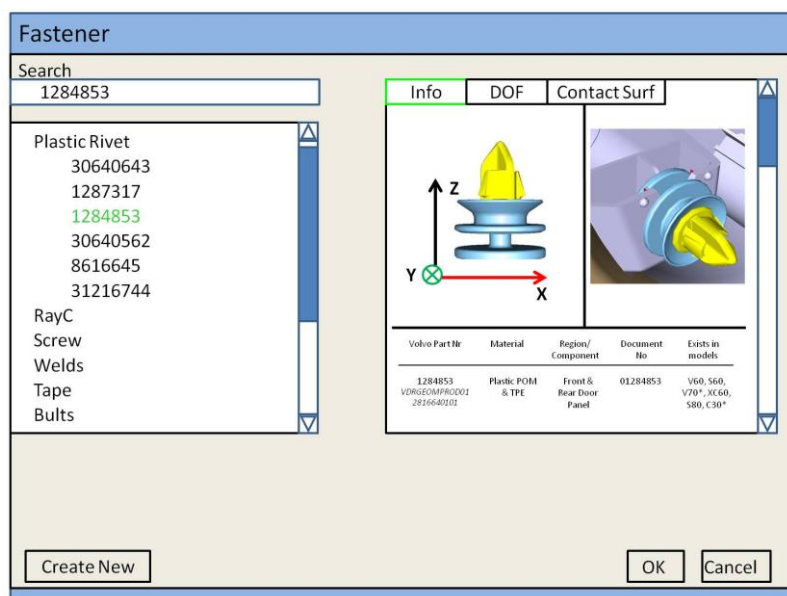 Fastener
Search
1284853
Plastic Rivet
30640643
1287317
1284853
30640562
8616645
31216744
RayC
Screw
Welds
Tape
Bults
Info DOF Contact Surf
Z
Y
X
Volvo Part Nr Material Region/ Component Document No Exists in models
1284853 Plastic POM Front & 01284853 V60, S60,
VDRGEOMPROD01 & TPE Rear Door V70*, XC60,
2816640101 Panel S80, C30*
Create New OK Cancel